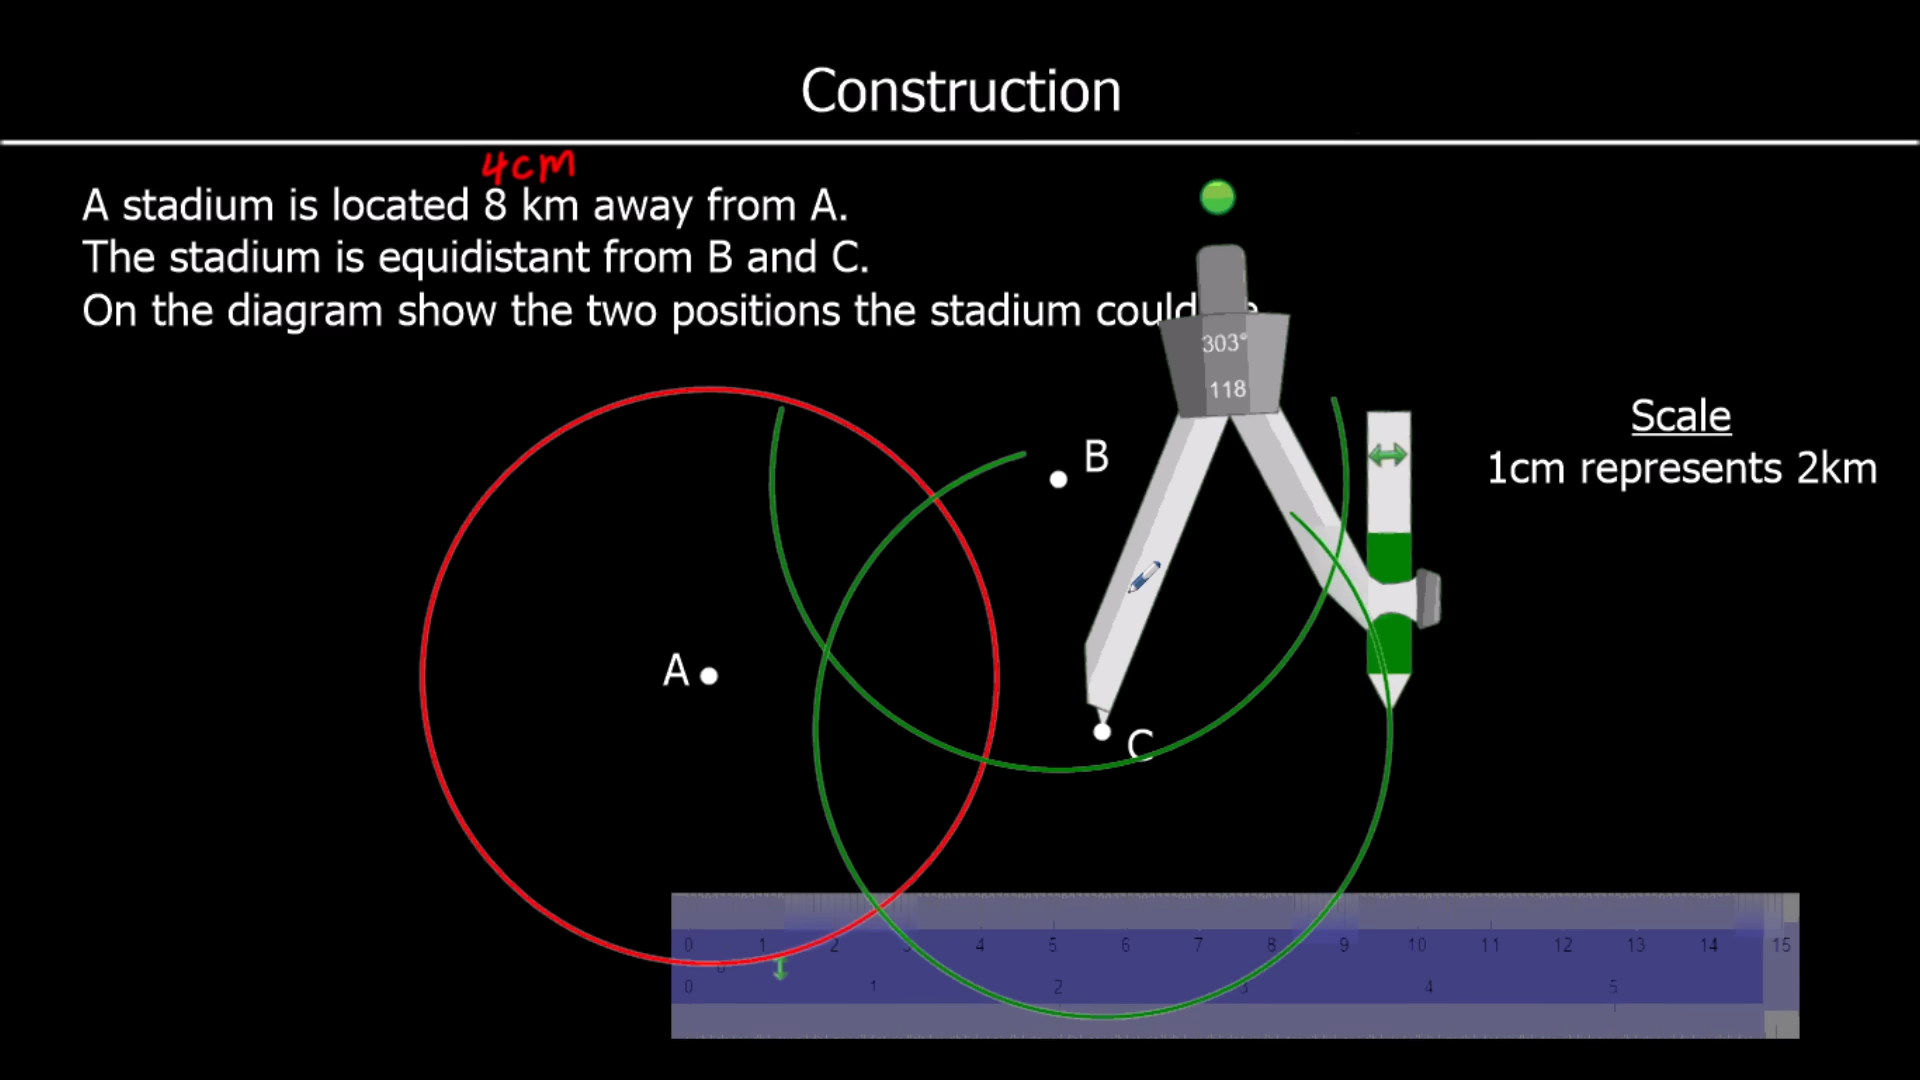 Construction
4cm
A stadium is located 8 km away from A.
The stadium is equidistant from B and C.
On the diagram show the two positions the stadium could
303°
118
Scale
1cm represents 2km
B
A
C
0 1 2 3 4 5 6 7 8 9 10 11 12 13 14 15
0 1 2 3 4 5